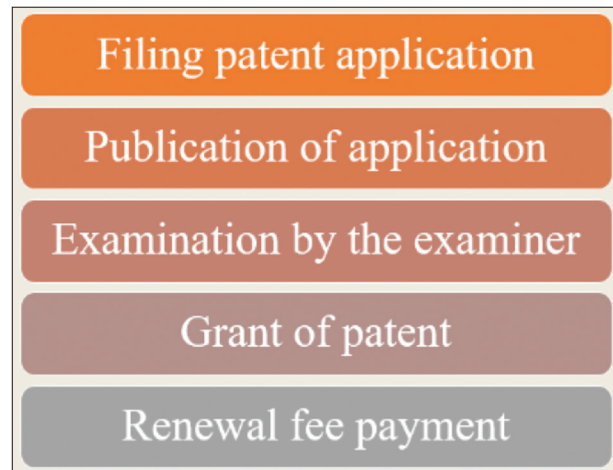 Filing patent application
Publication of application
Examination by the examiner
Grant of patent
Renewal fee payment